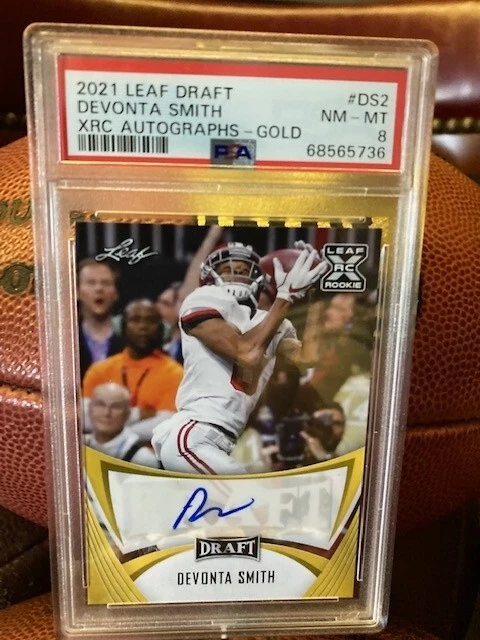 2021 LEAF DRAFT #DS2
DEVONTA SMITH NM - MT
XRC AUTOGRAPHS - GOLD 8
PSA 68565736
Leaf
LEAF
XRC
ROOKIE
DRAFT
DEVONTA SMITH